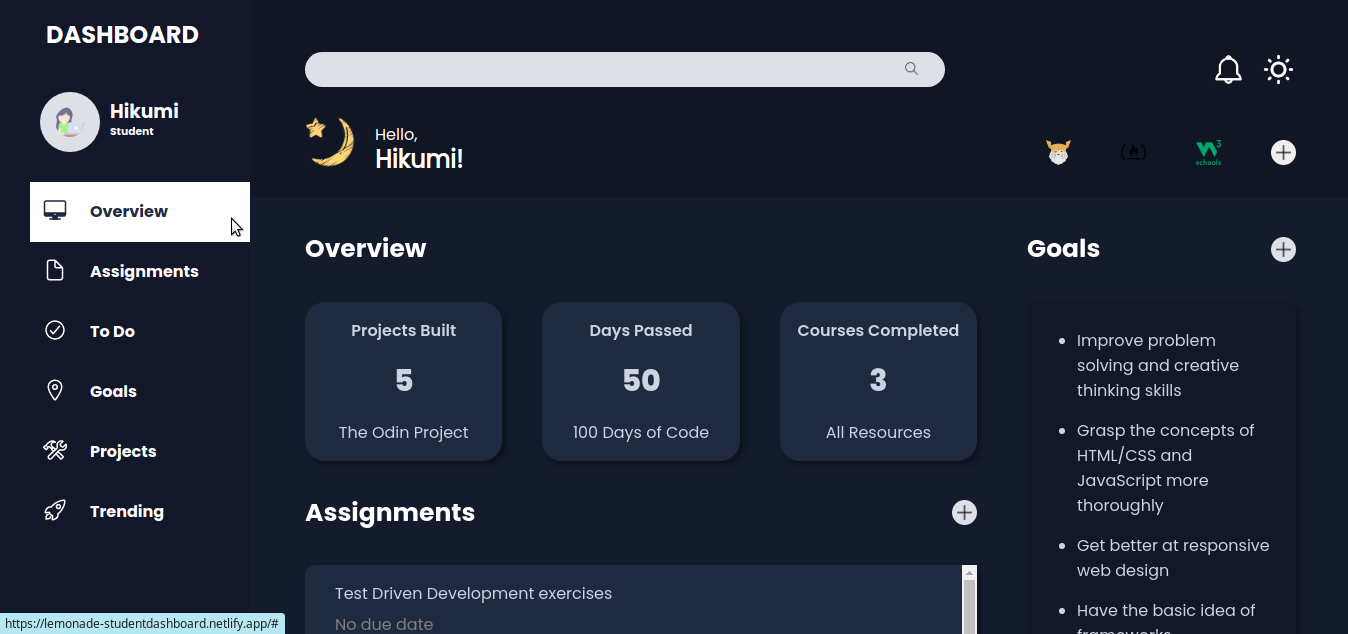 DASHBOARD
Hikumi
Student
Overview
Assignments
To Do
Goals
Projects
Trending
Hello,
Hikumi!
W3
schools
Overview
Projects Built
5
The Odin Project
Days Passed
50
100 Days of Code
Courses Completed
3
All Resources
Assignments
Test Driven Development exercises
No due date
Goals
Improve problem
solving and creative
thinking skills
Grasp the concepts of
HTML/CSS and
JavaScript more
thoroughly
Get better at responsive
web design
Have the basic idea of
frameworks
https://lemonade-studentdashboard.netlify.app/#